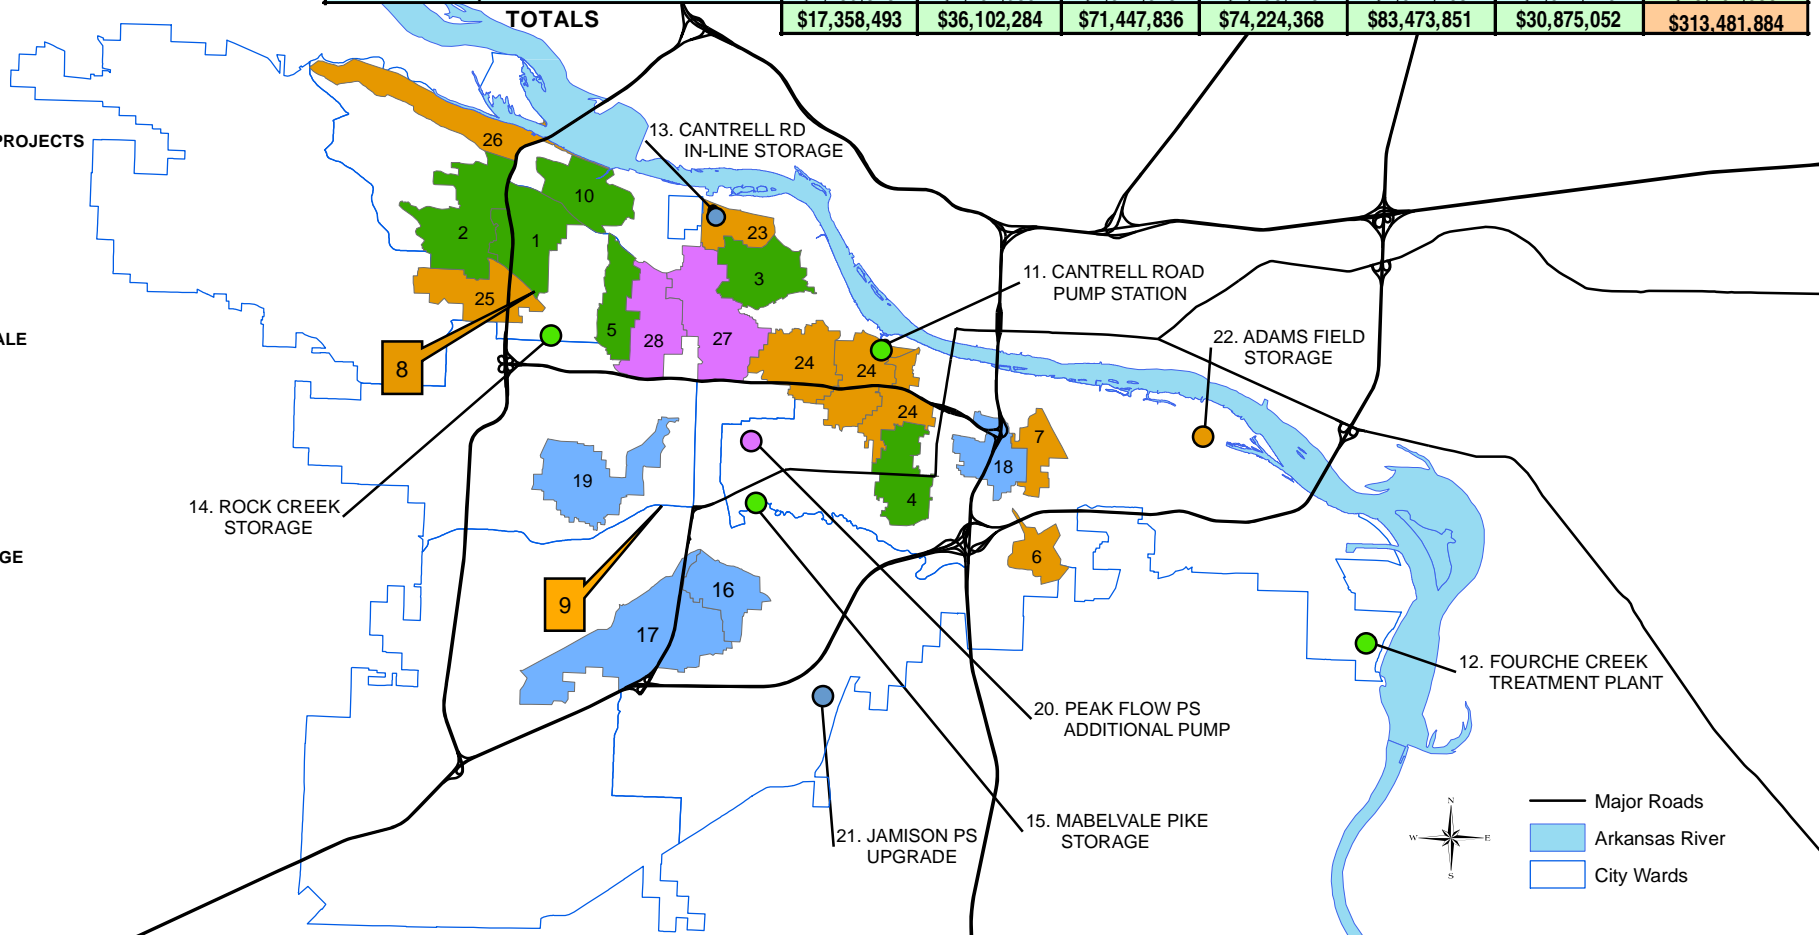 TOTALS $17,358,493 $36,102,284 $71,447,836 $74,224,368 $83,473,851 $30,875,052 $313,481,884
PROJECTS
13. CANTRELL RD
IN-LINE STORAGE
26
10
2
1
23
3
25
5
28
27
11. CANTRELL ROAD
PUMP STATION
22. ADAMS FIELD
STORAGE
ALE
8
24
24
24
7
18
19
4
14. ROCK CREEK
STORAGE
GE
6
9
16
17
12. FOURCHE CREEK
TREATMENT PLANT
20. PEAK FLOW PS
ADDITIONAL PUMP
15. MABELVALE PIKE
STORAGE
21. JAMISON PS
UPGRADE
N
W
E
S
Major Roads
Arkansas River
City Wards